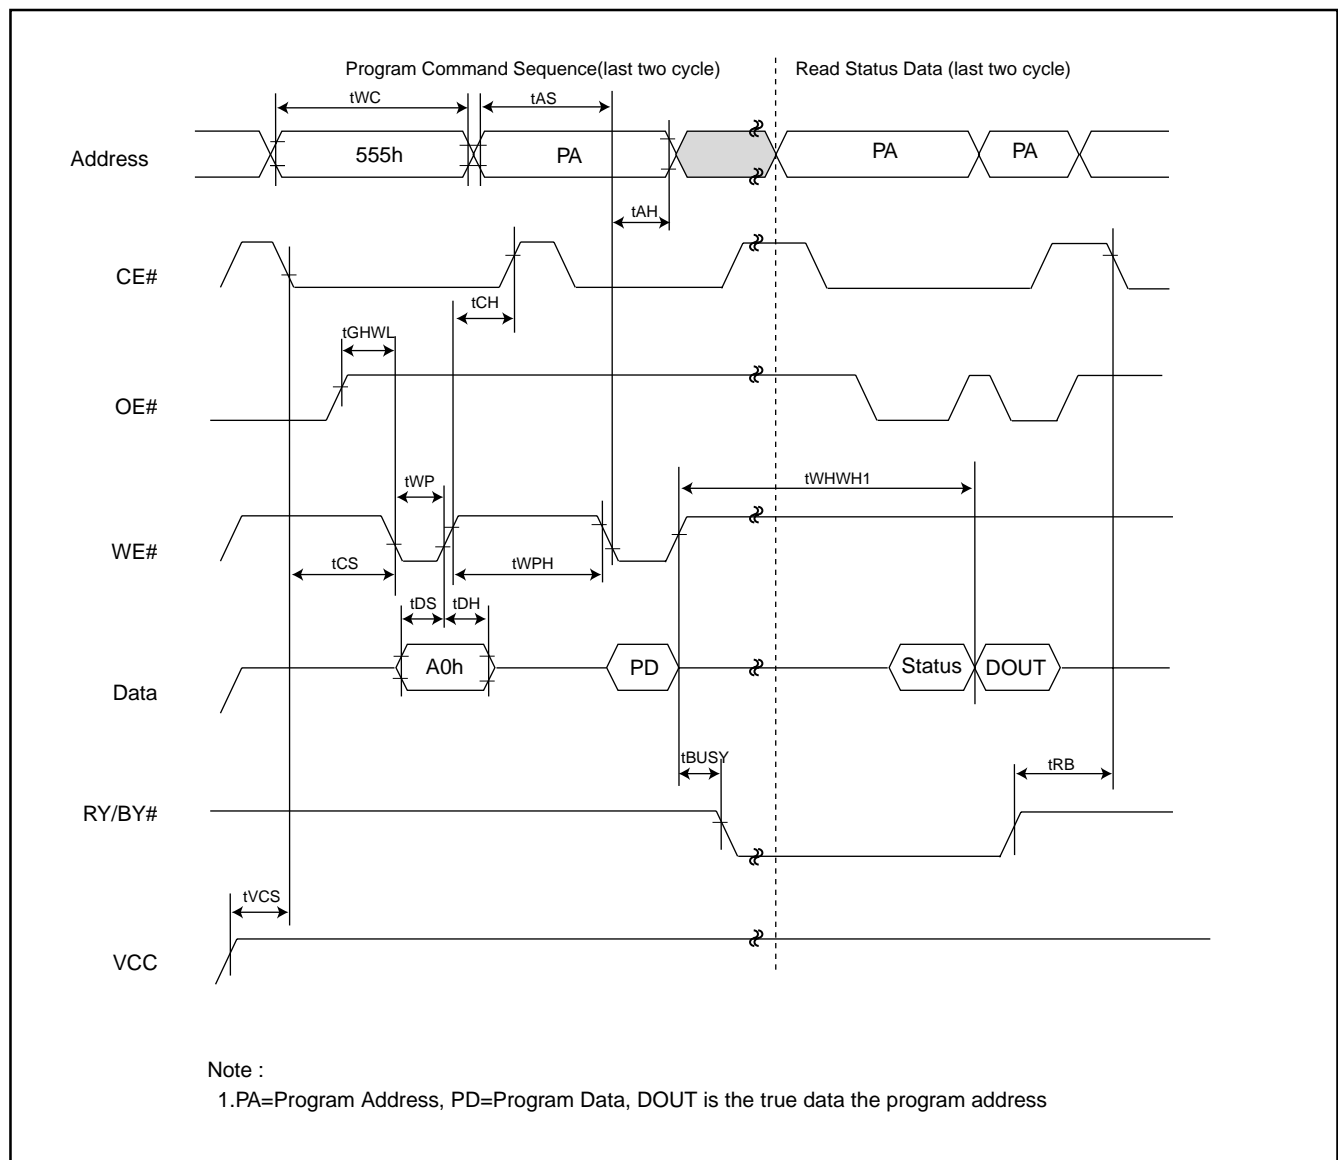 Program Command Sequence(last two cycle)
Read Status Data (last two cycle)
tWC
tAS
Address
555h
PA
PA
PA
tAH
CE#
tCH
tGHWL
OE#
tWP
tWHWH1
WE#
tCS
tWPH
tDS
tDH
Data
A0h
PD
Status
DOUT
tBUSY
tRB
RY/BY#
tVCS
VCC
Note :
1.PA=Program Address, PD=Program Data, DOUT is the true data the program address